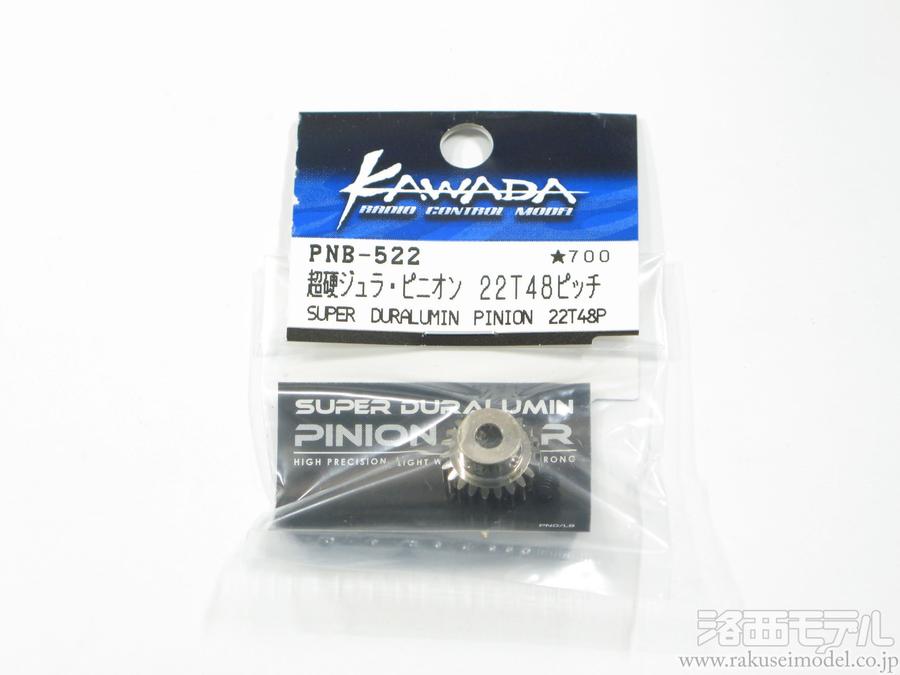 KAWADA
RADIO CONTROL MODEL
PNB-522 ★700
超硬ジュラ・ピニオン 22T48ピッチ
SUPER DURALUMIN PINION 22T48P
SUPER DURALUMIN
PINION R
HIGH PRECISION LIGHT W RONG
洛西モデル
www.rakuseimodel.co.jp